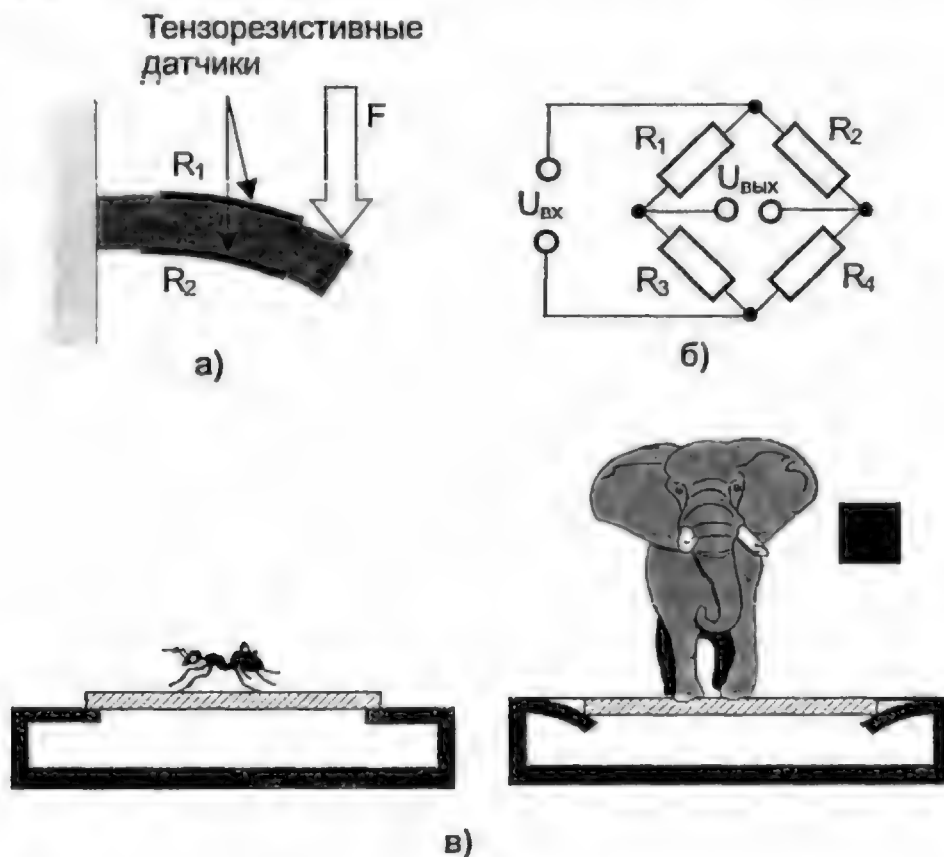 Тензорезистивные
датчики
F
R1
R2
а)
R1
R2
Uвх
Uвых
R3
R4
б)
в)